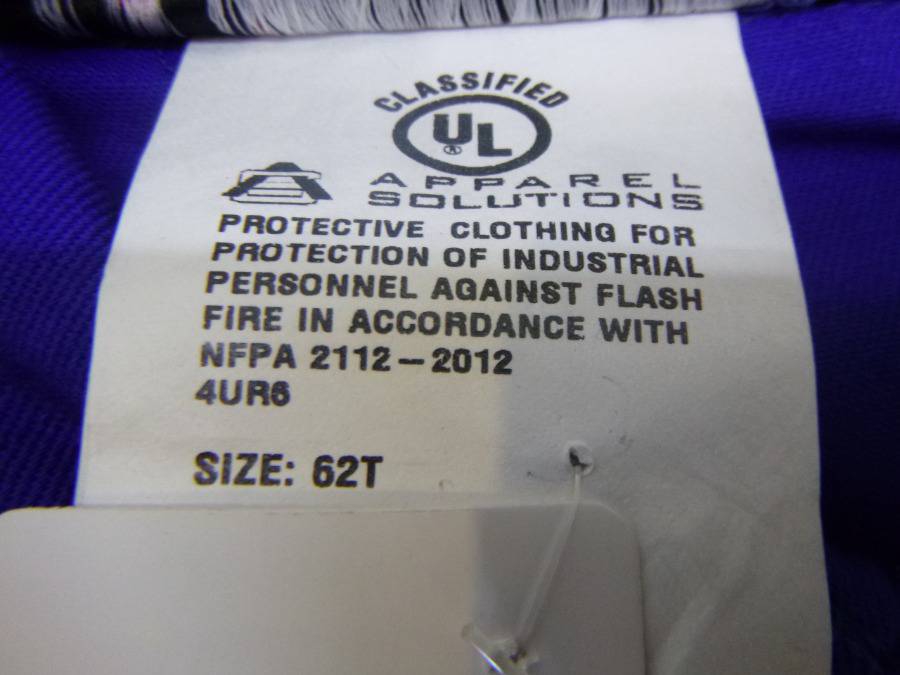 CLASSIFIED
UL
®
APPAREL
SOLUTIONS
PROTECTIVE CLOTHING FOR
PROTECTION OF INDUSTRIAL
PERSONNEL AGAINST FLASH
FIRE IN ACCORDANCE WITH
NFPA 2112-2012
4UR6
SIZE: 62T